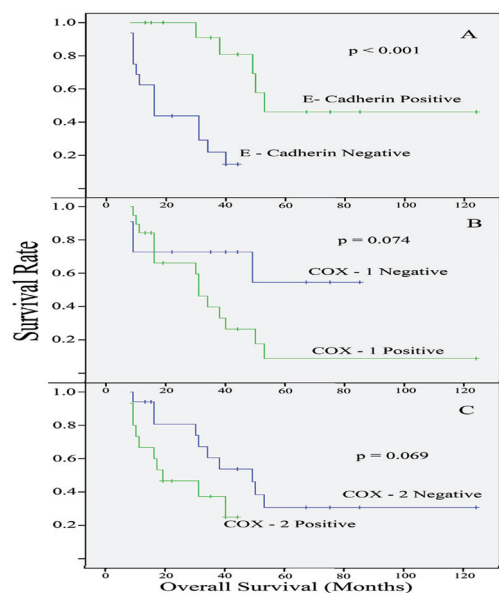 Survival Rate
1.0
0.8
0.6
0.4
0.2
A
p < 0.001
E- Cadherin Positive
E - Cadherin Negative
0 20 40 60 80 100 120
1.0
0.8
0.6
0.4
0.2
B
p = 0.074
COX - 1 Negative
COX - 1 Positive
0 20 40 60 80 100 120
1.0
0.8
0.6
0.4
0.2
C
p = 0.069
COX - 2 Negative
COX - 2 Positive
0 20 40 60 80 100 120
Overall Survival (Months)